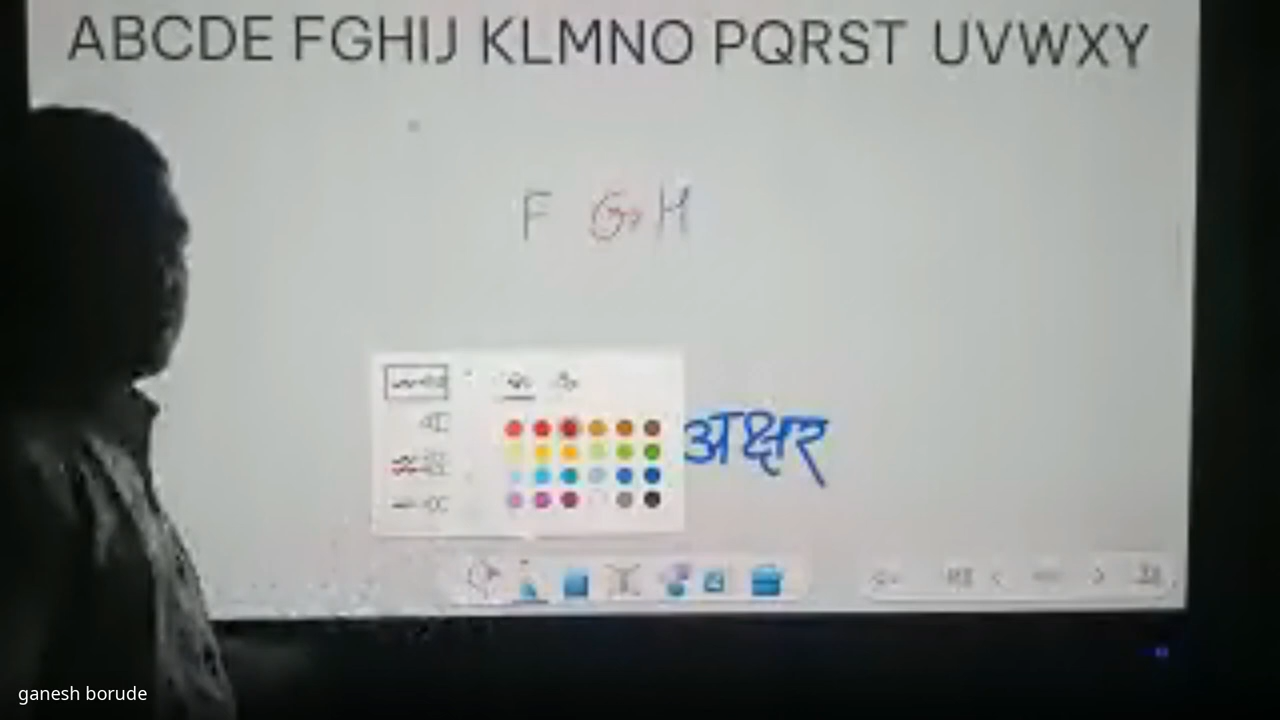 ABCDE FGHIJ KLMNO PQRST UVWXY
F G H
अक्षर
ganesh borude